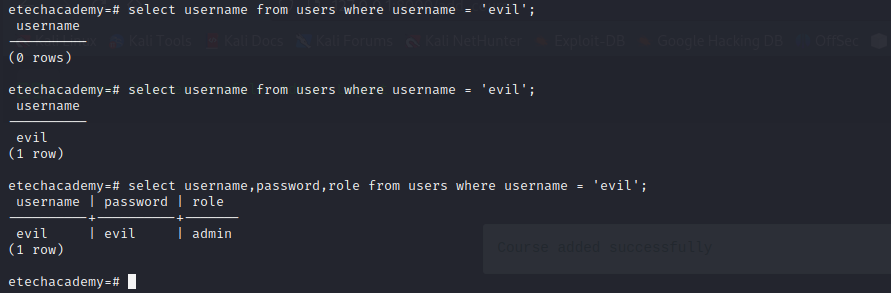 etechacademy=# select username from users where username = 'evil';
username
----------
Kali Tools Kali Docs Kali Forums Kali NetHunter Exploit-DB Google Hacking DB OffSec
(0 rows)
etechacademy=# select username from users where username = 'evil';
username
----------
evil
(1 row)
etechacademy=# select username,password,role from users where username = 'evil';
username | password | role
----------+----------+-------
evil | evil | admin
Course added successfully
(1 row)
etechacademy=#